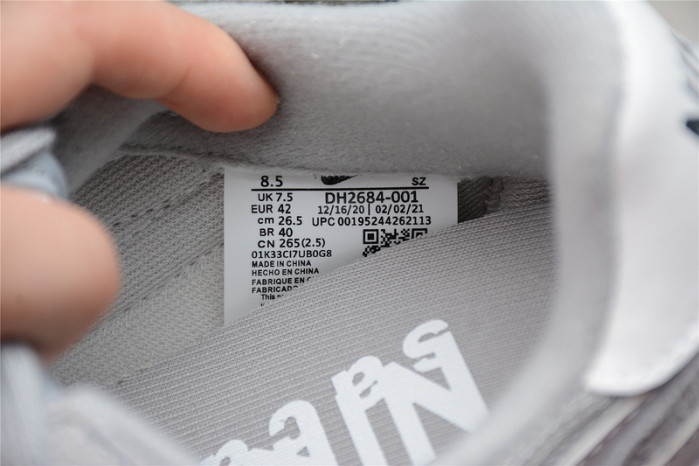 8.5 SZ
UK 7.5 DH2684-001
EUR 42 12/16/20 | 02/02/21
cm 26.5 UPC 00195244262113
BR 40
CN 265(2.5)
01K33CI7UB0G8
MADE IN CHINA
HECHO EN CHINA
FABRIQUE EN C
FABRICADO
This